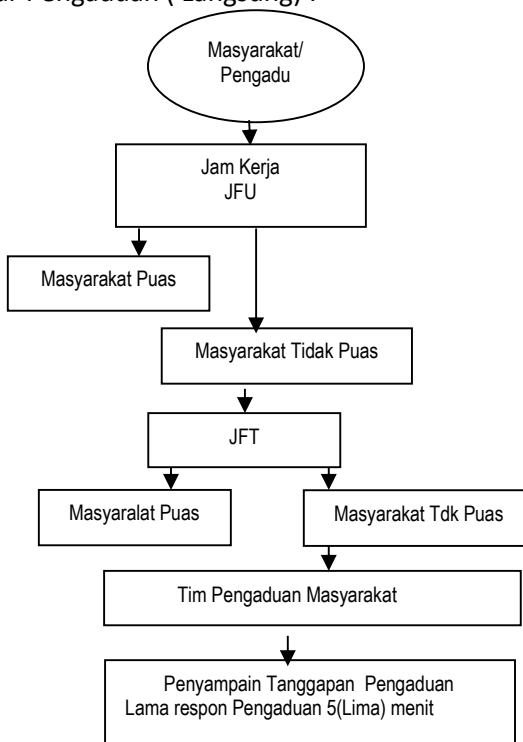 Pengaduan ( Langsung) :
Masyarakat/
Pengadu
Jam Kerja
JFU
Masyarakat Puas
Masyarakat Tidak Puas
JFT
Masyaralat Puas
Masyarakat Tdk Puas
Tim Pengaduan Masyarakat
Penyampain Tanggapan Pengaduan
Lama respon Pengaduan 5(Lima) menit